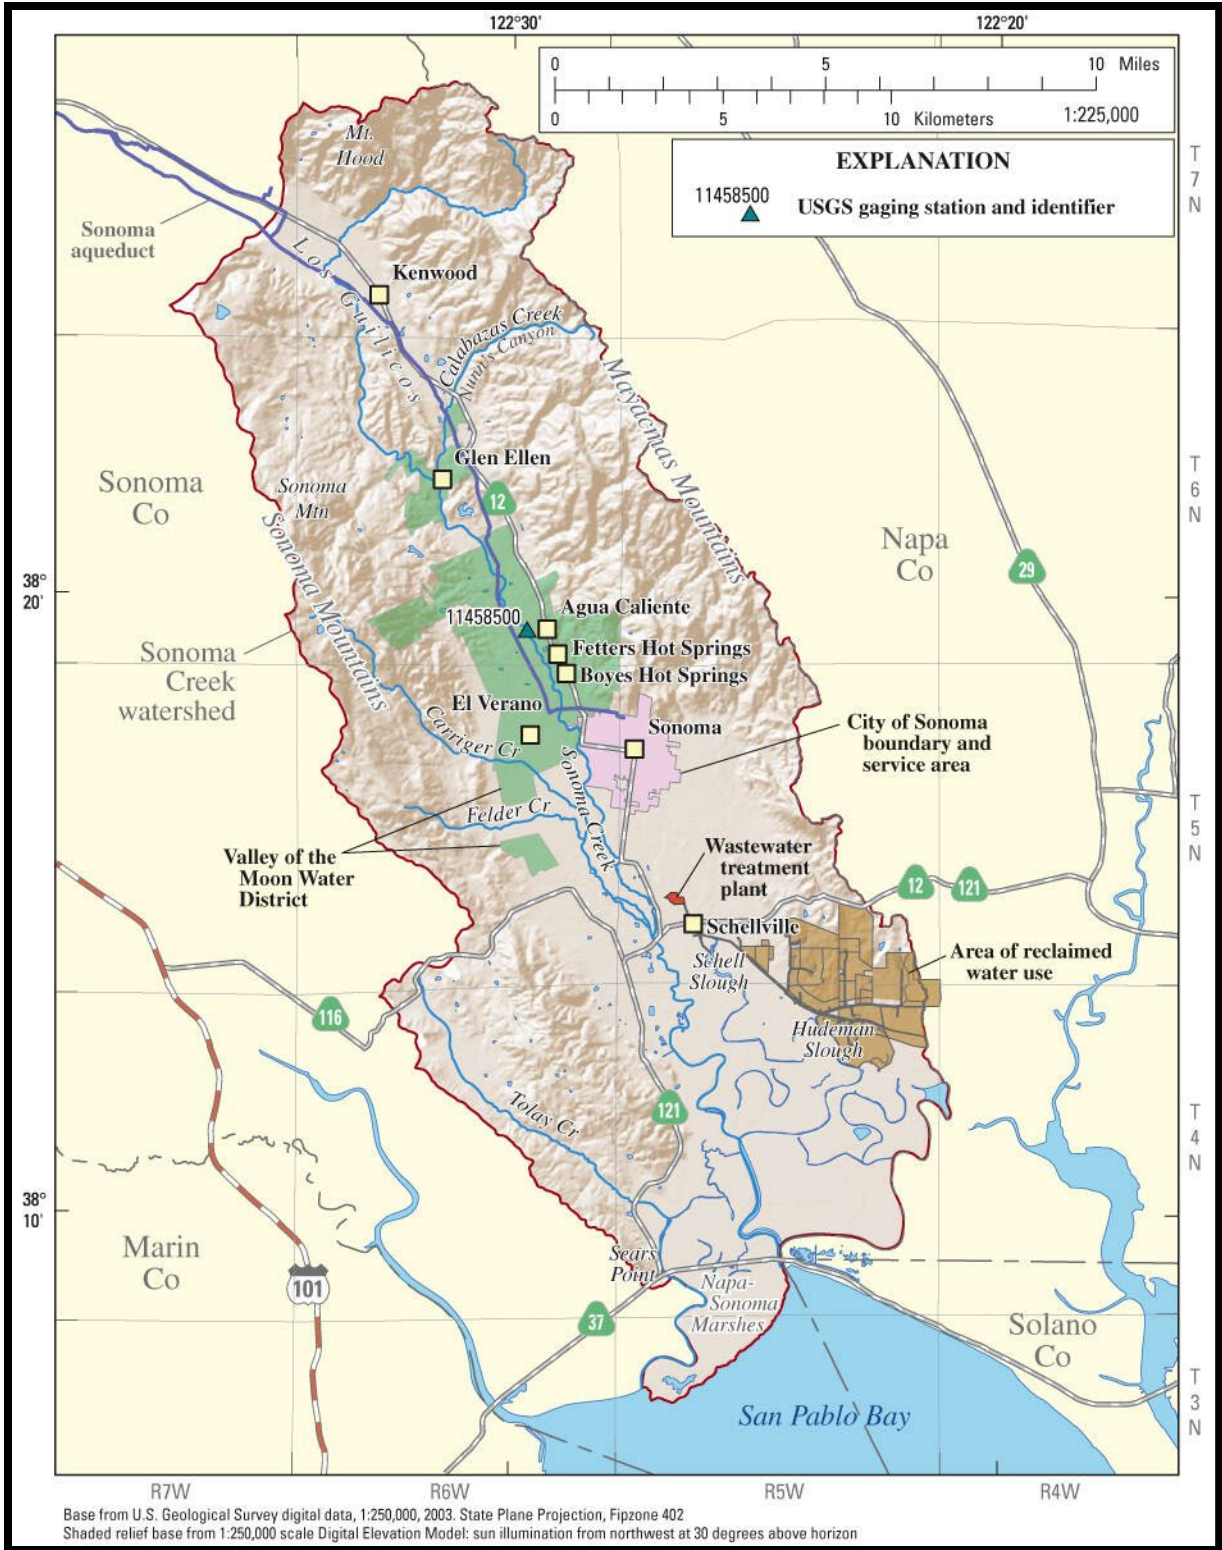 122°30'
122°20'
0 5 10 Miles
0 5 10 Kilometers
1:225,000
EXPLANATION
11458500
USGS gaging station and identifier
T
7
N
Mt.
Hood
Sonoma
aqueduct
Los Guilicos
Kenwood
Calabazas Creek
Nunn's Canyon
Mayacmas Mountains
Glen Ellen
12
Sonoma
Co
Sonoma
Mtn
Sonoma Mountains
T
6
N
Napa
Co
29
38°
20'
11458500
Agua Caliente
Fetters Hot Springs
Boyes Hot Springs
Sonoma
Creek
watershed
El Verano
Sonoma
Carriger Cr
Sonoma Creek
City of Sonoma
boundary and
service area
Felder Cr
T
5
N
Valley of the
Moon Water
District
Wastewater
treatment
plant
12
121
Schellville
Schell
Slough
Area of reclaimed
water use
116
Hudeman
Slough
121
Tolay Cr
T
4
N
38°
10'
Marin
Co
101
Sears
Point
Napa-
Sonoma
Marshes
37
Solano
Co
T
3
N
San Pablo Bay
R7W
R6W
R5W
R4W
Base from U.S. Geological Survey digital data, 1:250,000, 2003. State Plane Projection, Fipzone 402
Shaded relief base from 1:250,000 scale Digital Elevation Model: sun illumination from northwest at 30 degrees above horizon